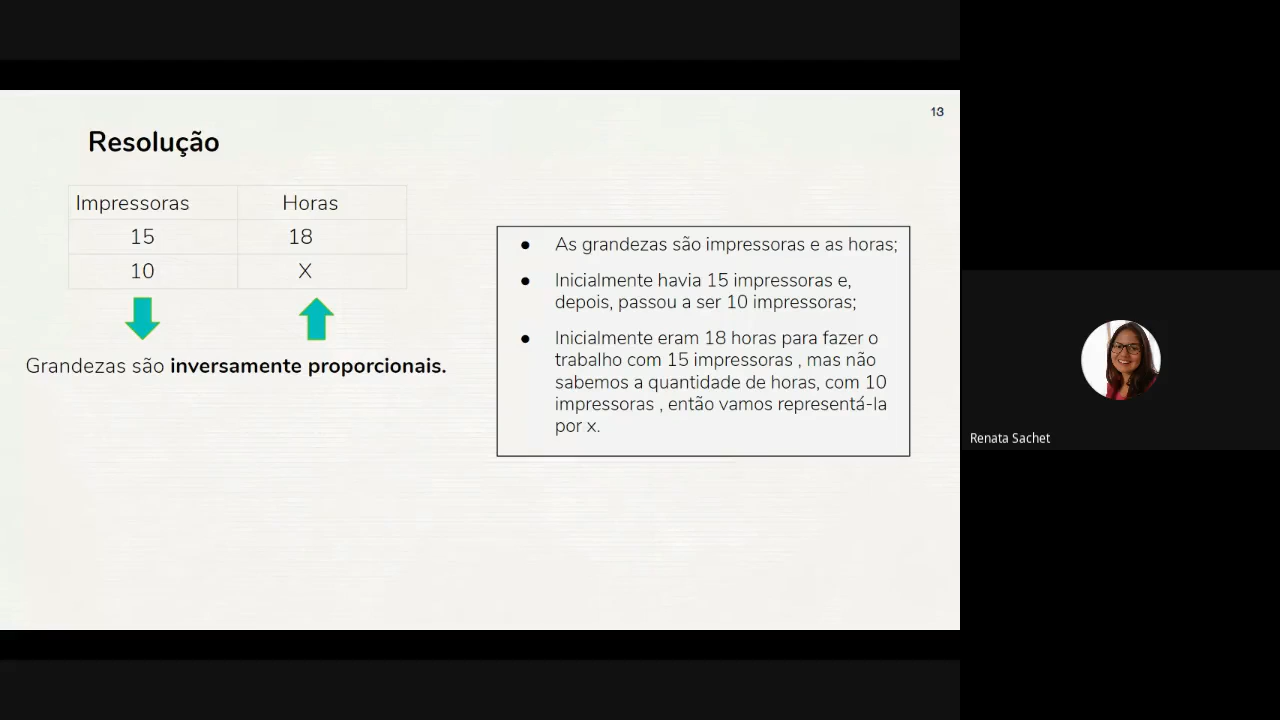 13
Resolução
Impressoras Horas
15 18
10 X
Grandezas são inversamente proporcionais.
● As grandezas são impressoras e as horas;
● Inicialmente havia 15 impressoras e,
depois, passou a ser 10 impressoras;
● Inicialmente eram 18 horas para fazer o
trabalho com 15 impressoras , mas não
sabemos a quantidade de horas, com 10
impressoras , então vamos representá-la
por x.
Renata Sachet